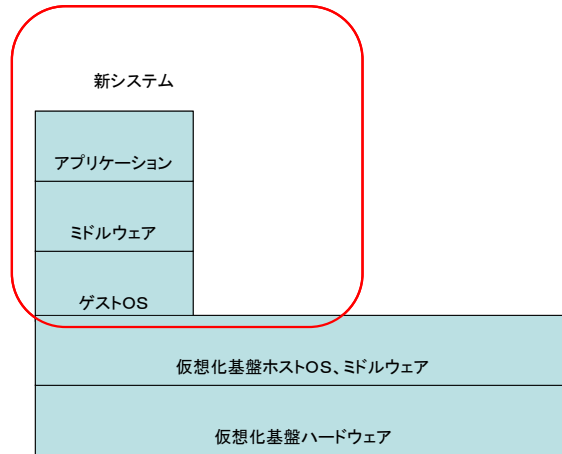 新システム
アプリケーション
ミドルウェア
ゲストOS
仮想化基盤ホストOS、ミドルウェア
仮想化基盤ハードウェア